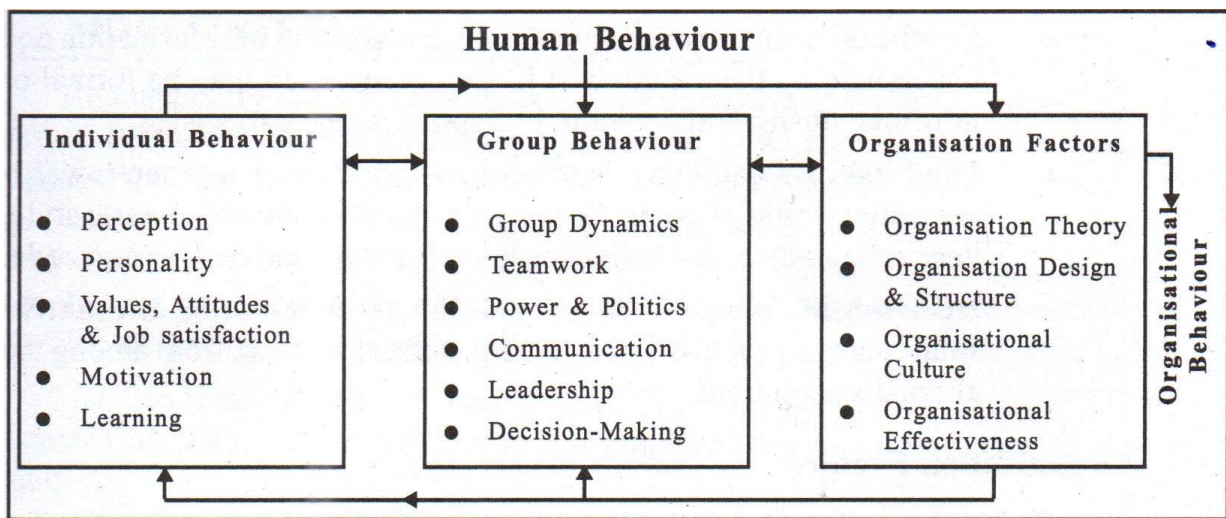 Human Behaviour
Individual Behaviour
● Perception
● Personality
● Values, Attitudes
& Job satisfaction
● Motivation
● Learning
Group Behaviour
● Group Dynamics
● Teamwork
● Power & Politics
● Communication
● Leadership
● Decision-Making
Organisation Factors
● Organisation Theory
● Organisation Design
& Structure
● Organisational
Culture
● Organisational
Effectiveness
Organisational
Behaviour